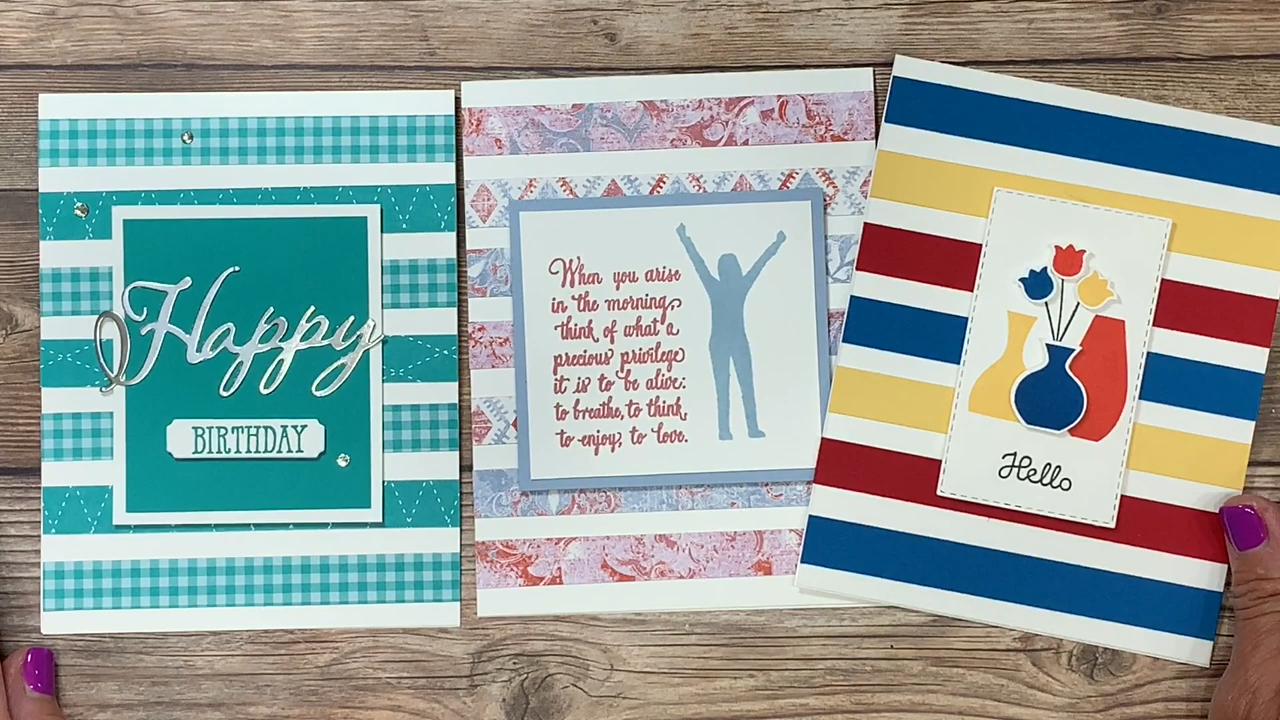 Happy
BIRTHDAY
When you arise
in the morning,
think of what a
precious privilege
it is to be alive:
to breathe, to think,
to enjoy, to love.
Hello